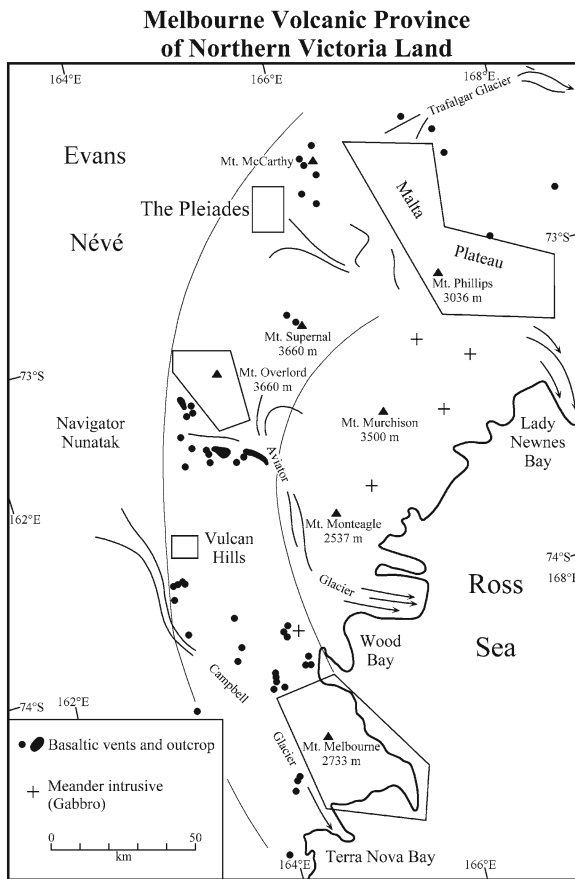 Melbourne Volcanic Province
of Northern Victoria Land
164°E
166°E
168°E
Trafalgar Glacier
Evans
Névé
Mt. McCarthy
The Pleiades
Malta
Plateau
73°S
Mt. Phillips
3036 m
Mt. Supernal
3660 m
73°S
Mt. Overlord
3660 m
Navigator
Nunatak
Mt. Murchison
3500 m
Lady
Newnes
Bay
Aviator
Glacier
162°E
Mt. Monteagle
2537 m
Vulcan
Hills
74°S
168°E
Ross
Sea
Wood
Bay
Campbell
Glacier
162°E
74°S
Mt. Melbourne
2733 m
Basaltic vents and outcrop
Meander intrusive
(Gabbro)
0
50
km
164°E
166°E
Terra Nova Bay